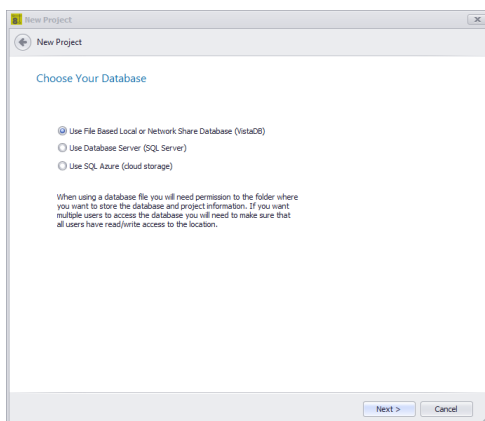 New Project
New Project
Choose Your Database
Use File Based Local or Network Share Database (VistaDB)
Use Database Server (SQL Server)
Use SQL Azure (cloud storage)
When using a database file you will need permission to the folder where
you want to store the database and project information. If you want
multiple users to access the database you will need to make sure that
all users have read/write access to the location.
Next > Cancel